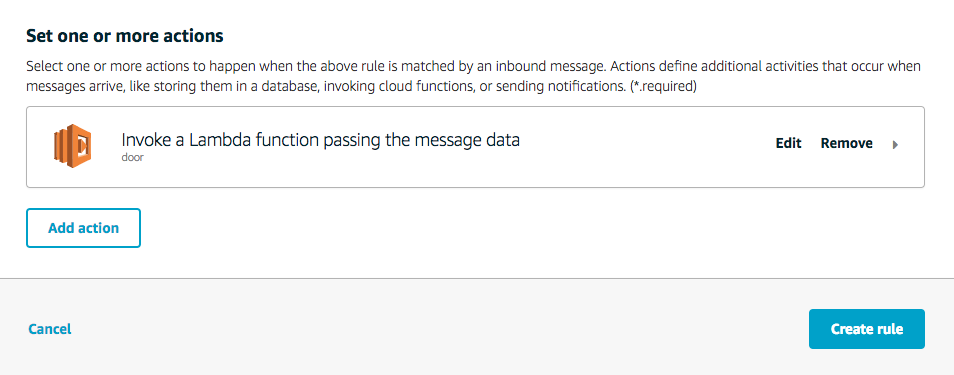 Set one or more actions
Select one or more actions to happen when the above rule is matched by an inbound message. Actions define additional activities that occur when
messages arrive, like storing them in a database, invoking cloud functions, or sending notifications. (*.required)
Invoke a Lambda function passing the message data
door
Edit Remove
Add action
Cancel
Create rule